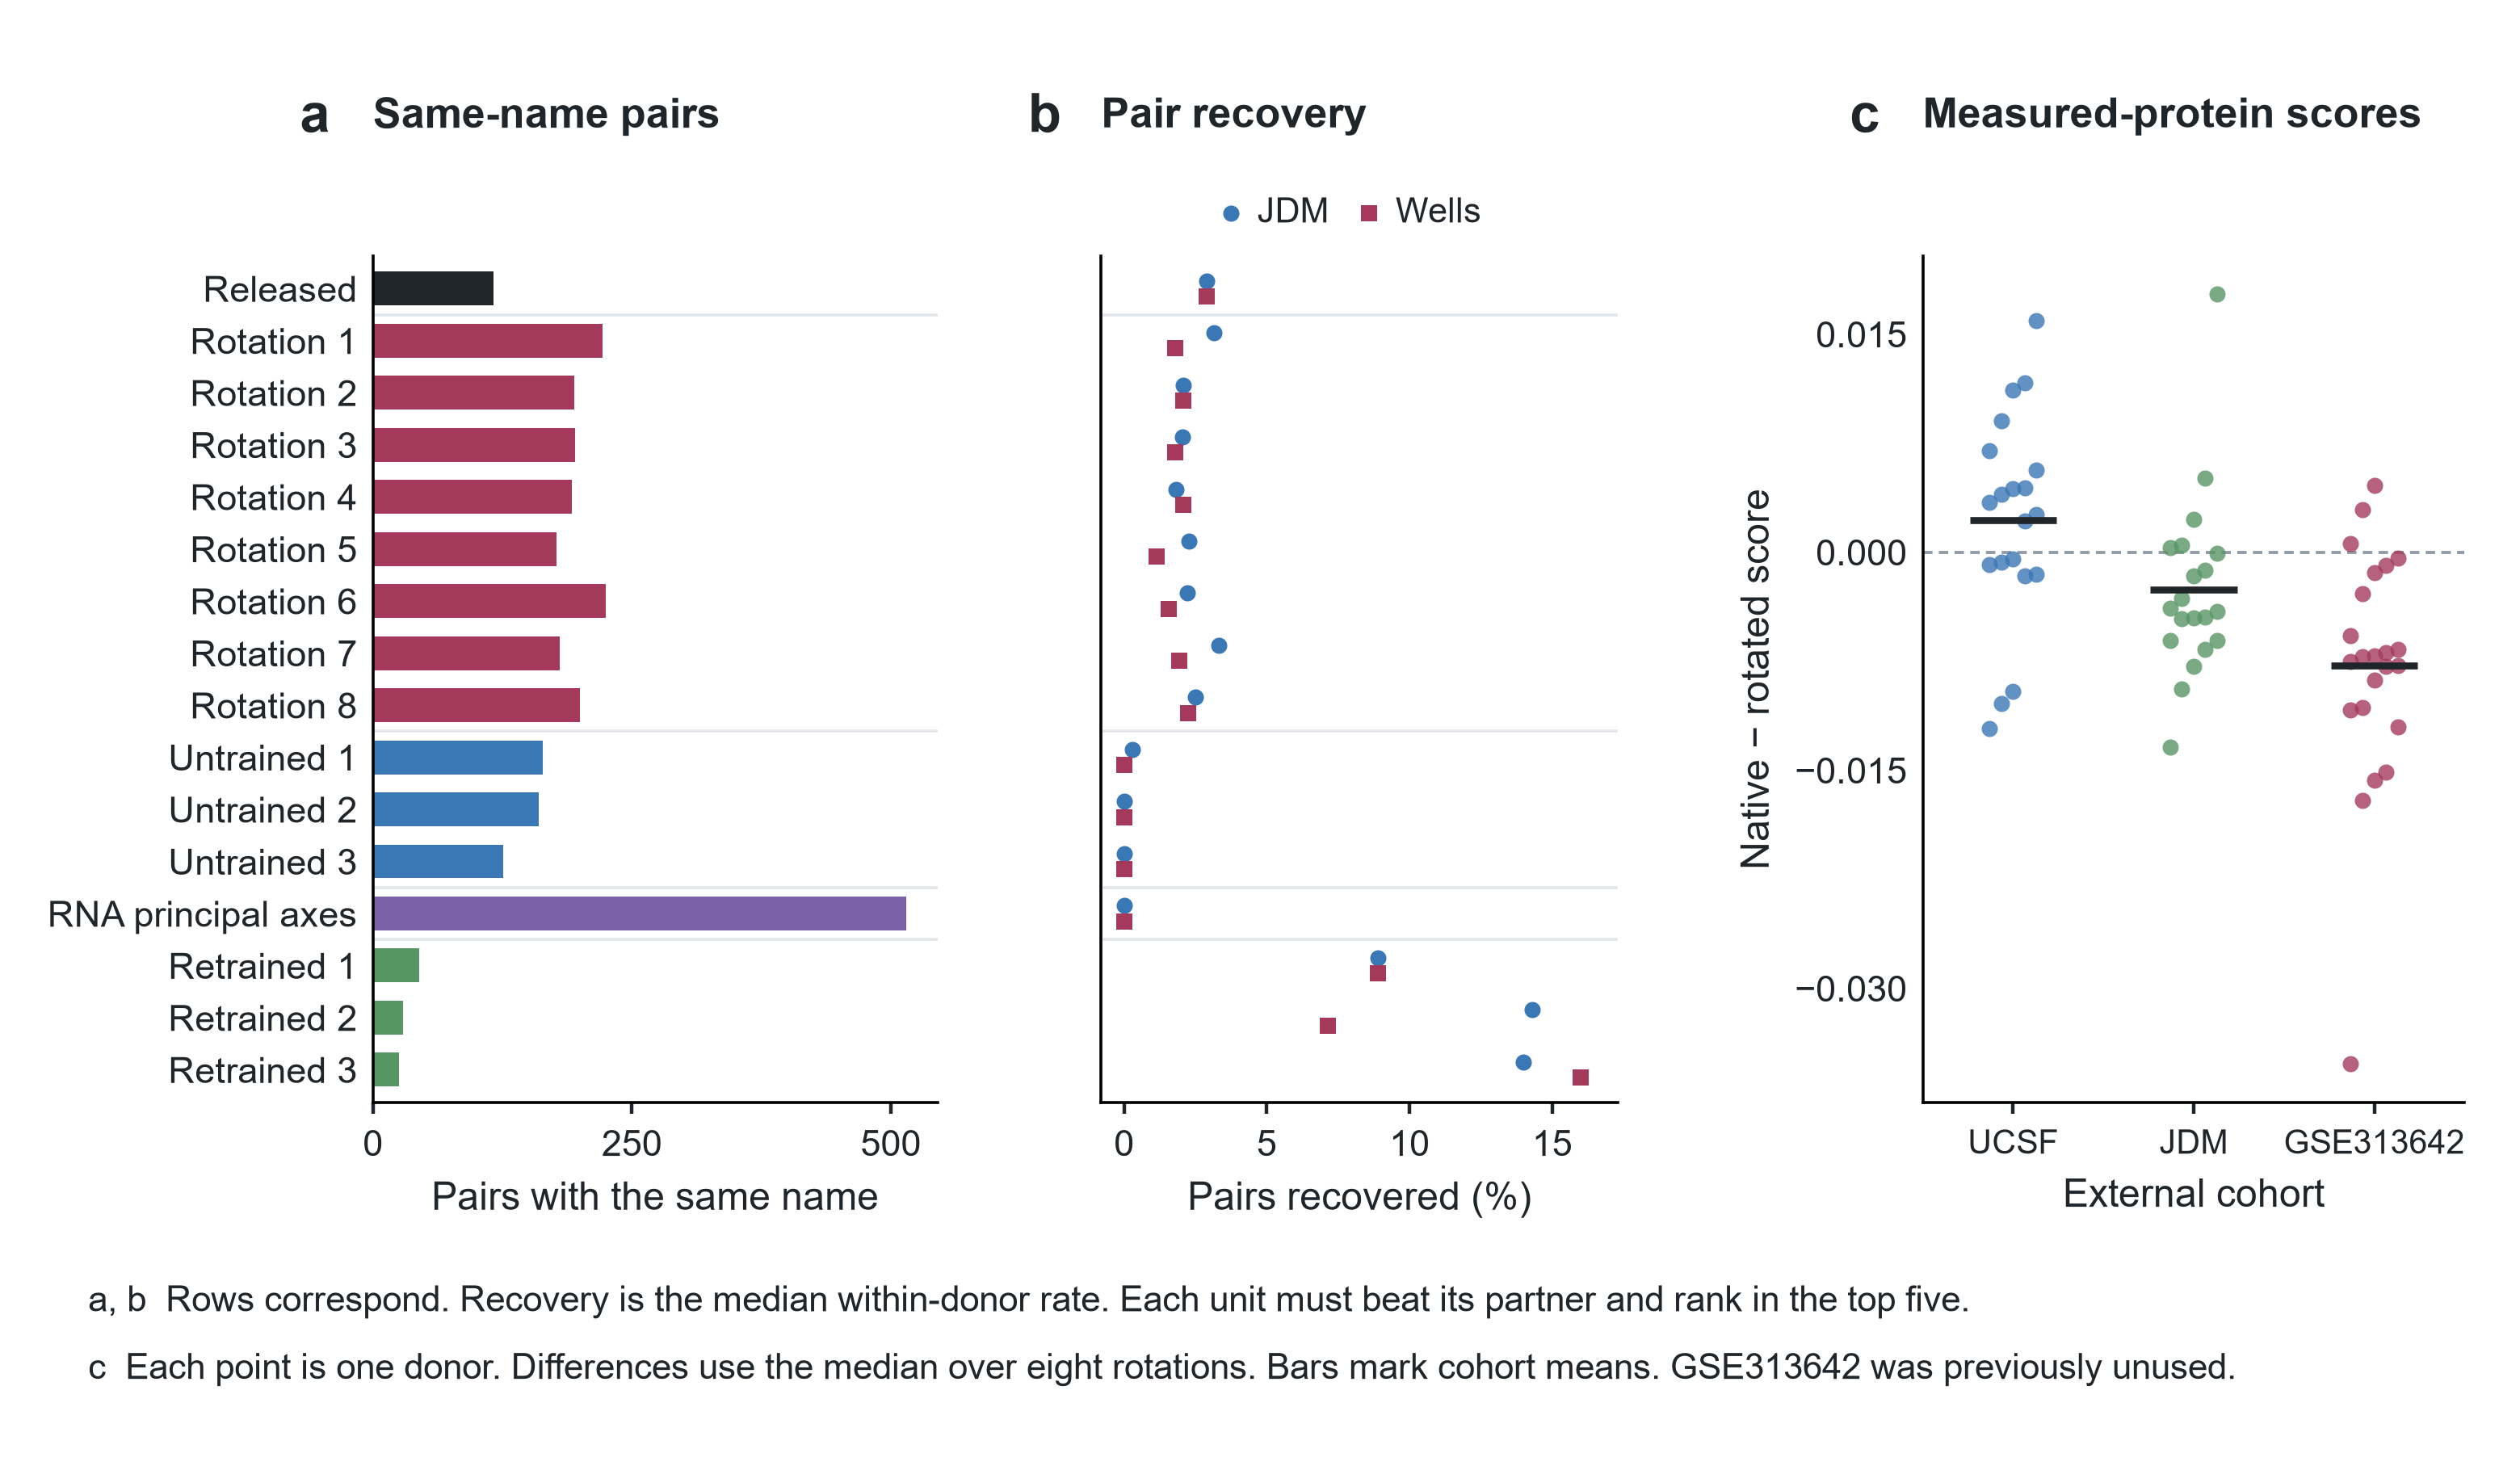 a Same-name pairs
b Pair recovery
c Measured-protein scores
JDM Wells
Released
Rotation 1
Rotation 2
Rotation 3
Rotation 4
Rotation 5
Rotation 6
Rotation 7
Rotation 8
Untrained 1
Untrained 2
Untrained 3
RNA principal axes
Retrained 1
Retrained 2
Retrained 3
0 250 500
Pairs with the same name
0 5 10 15
Pairs recovered (%)
Native − rotated score
0.015
0.000
−0.015
−0.030
UCSF JDM GSE313642
External cohort
a, b Rows correspond. Recovery is the median within-donor rate. Each unit must beat its partner and rank in the top five.
c Each point is one donor. Differences use the median over eight rotations. Bars mark cohort means. GSE313642 was previously unused.